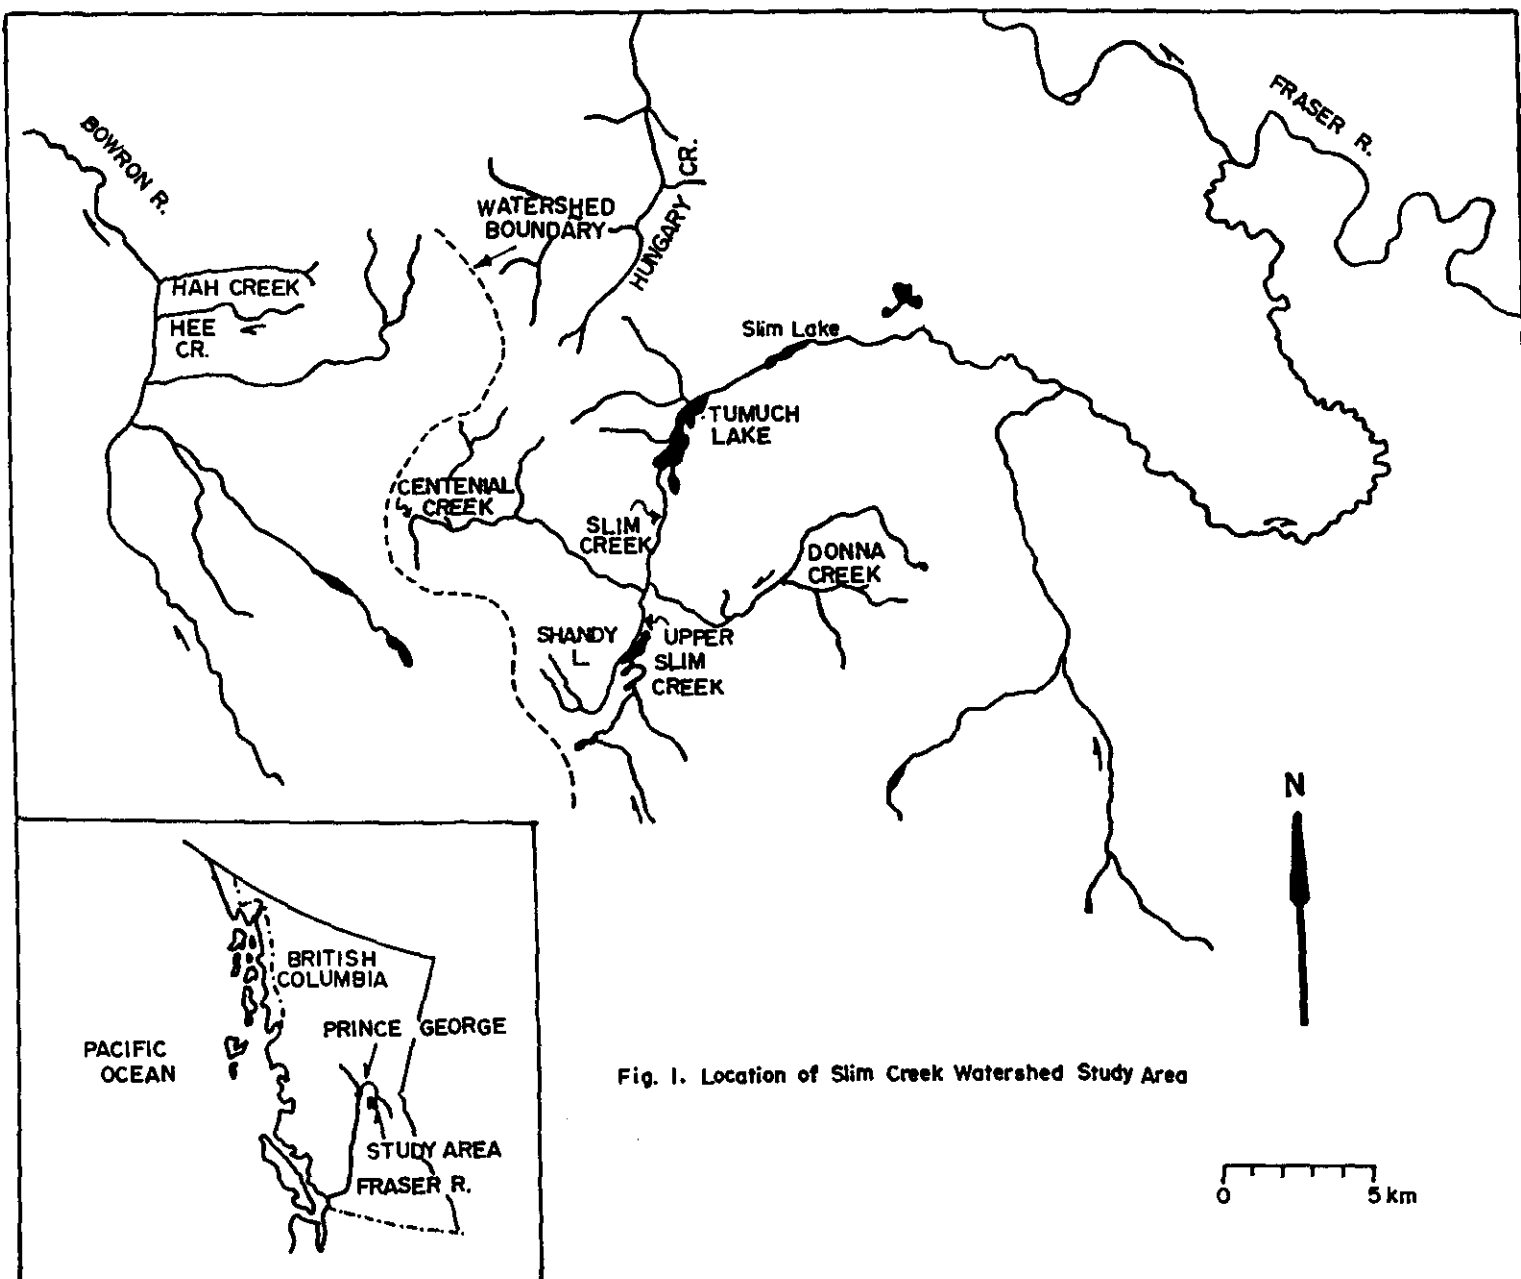 FRASER R.
BOWRON R.
CR.
HUNGARY
WATERSHED
BOUNDARY
HAH CREEK
HEE
CR.
Slim Lake
TUMUCH
LAKE
CENTENIAL
CREEK
SLIM
CREEK
DONNA
CREEK
SHANDY
L.
UPPER
SLIM
CREEK
N
BRITISH
COLUMBIA
PRINCE GEORGE
PACIFIC
OCEAN
STUDY AREA
FRASER R.
Fig. 1. Location of Slim Creek Watershed Study Area
0 5 km